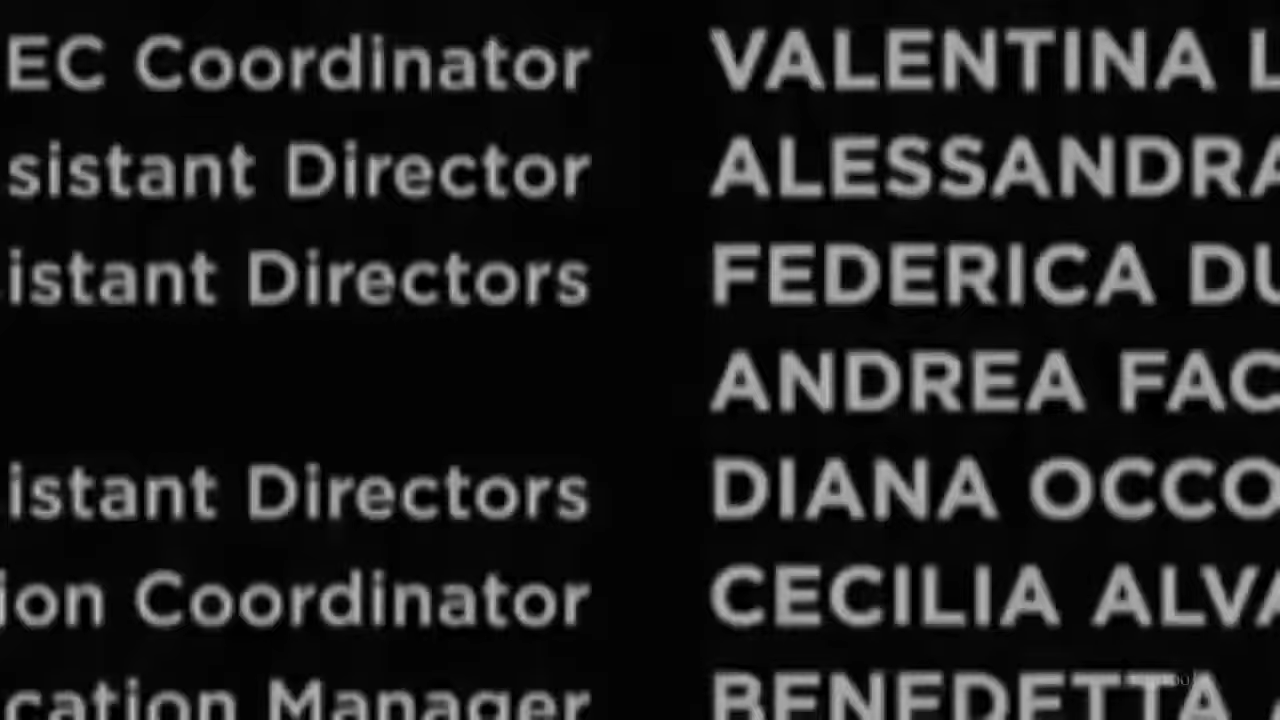 EC Coordinator VALENTINA L
sistant Director ALESSANDRA
istant Directors FEDERICA DU
ANDREA FAC
istant Directors DIANA OCCO
ion Coordinator CECILIA ALVA
cation Manager BENEDETTA